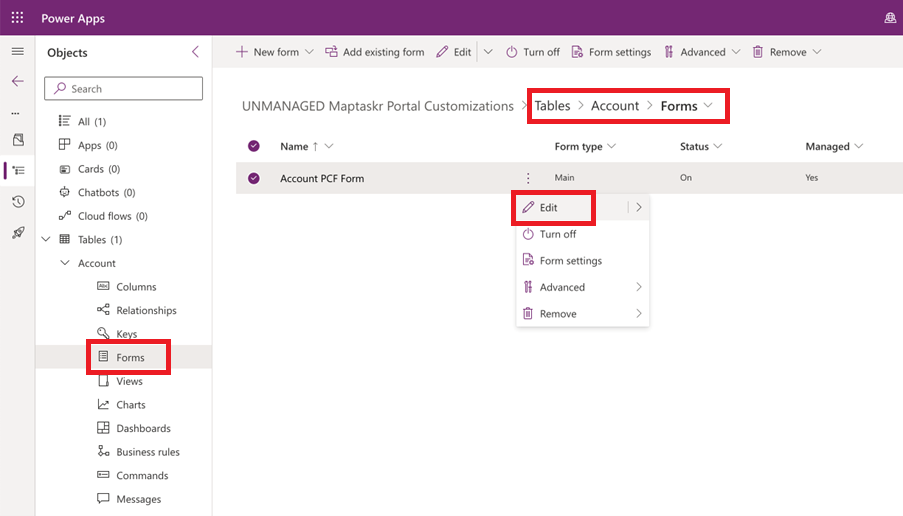 Power Apps
Objects
New form
Add existing form
Edit
Turn off
Form settings
Advanced
Remove
Search
UNMANAGED Maptaskr Portal Customizations > Tables > Account > Forms
...
All (1)
Apps (0)
Cards (0)
Chatbots (0)
Cloud flows (0)
Tables (1)
Account
Columns
Relationships
Keys
Forms
Views
Charts
Dashboards
Business rules
Commands
Messages
Name ↑
Form type
Status
Managed
Account PCF Form
Main
On
Yes
Edit
Turn off
Form settings
Advanced
Remove